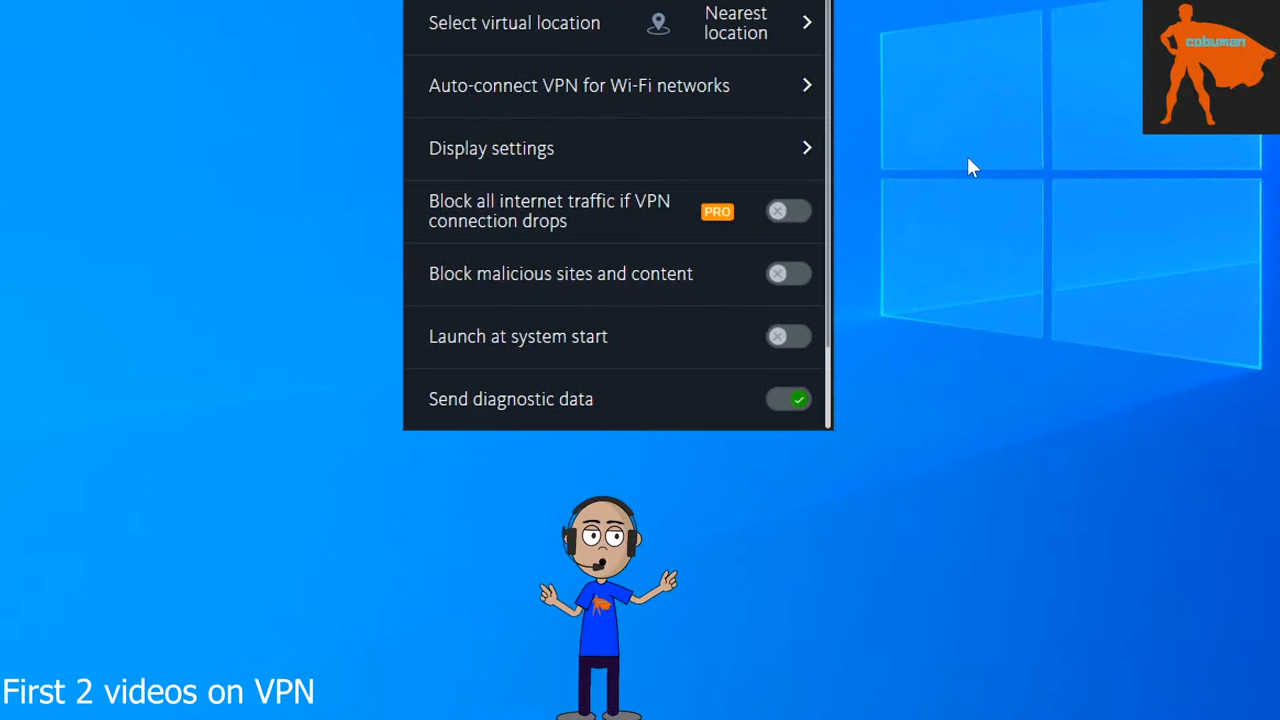 Select virtual location
Nearest
location
Auto-connect VPN for Wi-Fi networks
Display settings
Block all internet traffic if VPN
connection drops
PRO
Block malicious sites and content
Launch at system start
Send diagnostic data
cobuman
First 2 videos on VPN